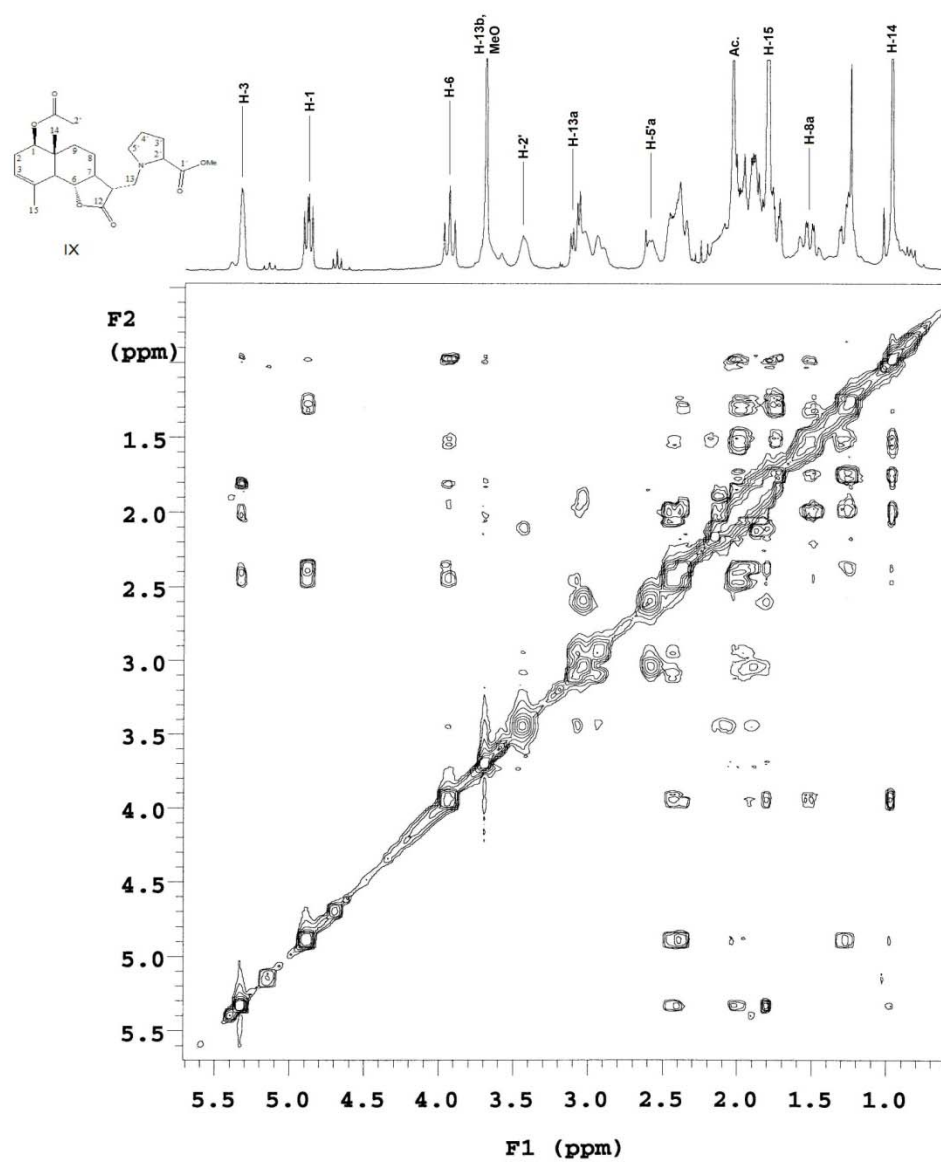 H-3
H-1
H-6
H-13b,
MeO
H-2'
H-13a
H-5'a
Ac.
H-15
H-8a
H-14
O
2'
O
14
1
2
3
9
8
7
6
15
5'
4'
3'
2'
N
13
1'
OMe
O
12
O
O
IX
F2
(ppm)
1.5
2.0
2.5
3.0
3.5
4.0
4.5
5.0
5.5
5.5 5.0 4.5 4.0 3.5 3.0 2.5 2.0 1.5 1.0
F1 (ppm)